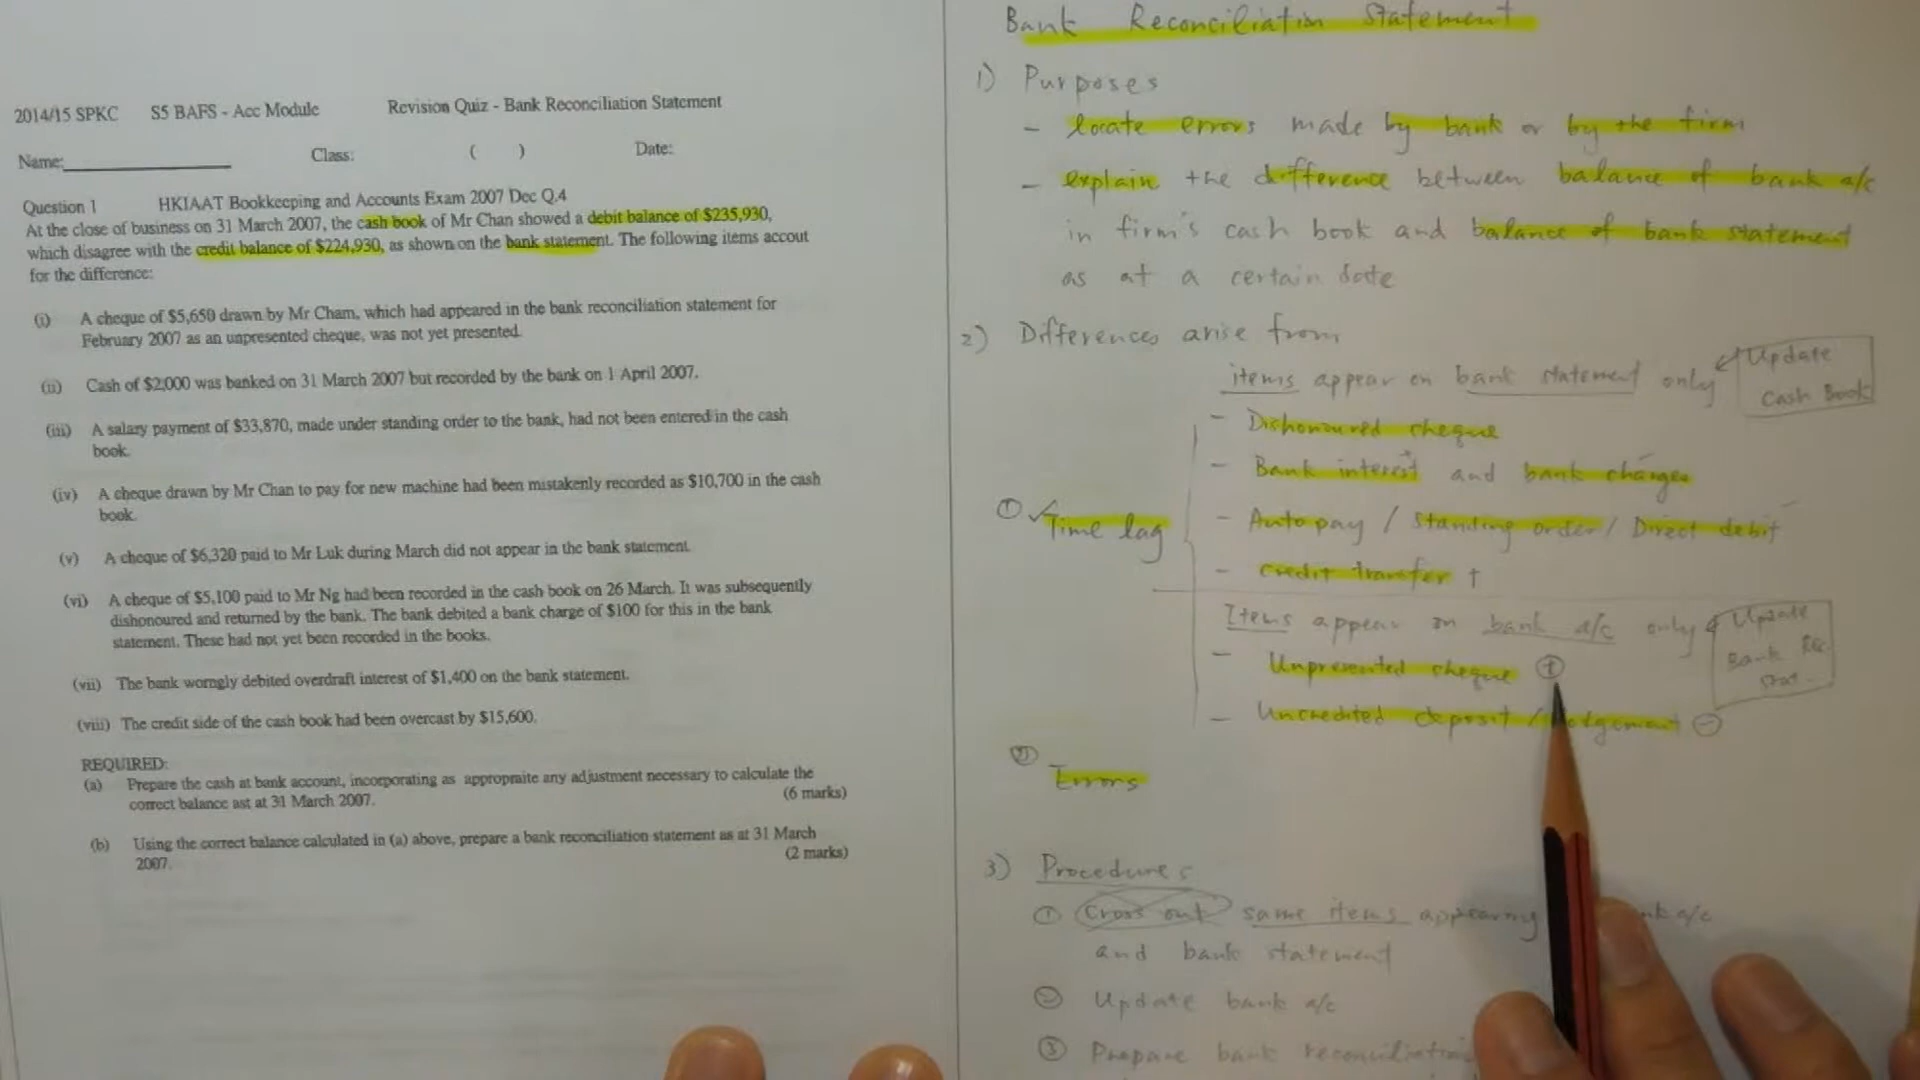 2014/15 SPKC S5 BAFS - Acc Module Revision Quiz - Bank Reconciliation Statement
Name: Class: ( ) Date:
Question 1 HKIAAT Bookkeeping and Accounts Exam 2007 Dec Q.4
At the close of business on 31 March 2007, the cash book of Mr Chan showed a debit balance of $235,930,
which disagree with the credit balance of $224,930, as shown on the bank statement. The following items accout
for the difference:
(i) A cheque of $5,650 drawn by Mr Cham, which had appeared in the bank reconciliation statement for
February 2007 as an unpresented cheque, was not yet presented.
(ii) Cash of $2,000 was banked on 31 March 2007 but recorded by the bank on 1 April 2007.
(iii) A salary payment of $33,870, made under standing order to the bank, had not been entered in the cash
book.
(iv) A cheque drawn by Mr Chan to pay for new machine had been mistakenly recorded as $10,700 in the cash
book.
(v) A cheque of $6,320 paid to Mr Luk during March did not appear in the bank statement.
(vi) A cheque of $5,100 paid to Mr Ng had been recorded in the cash book on 26 March. It was subsequently
dishonoured and returned by the bank. The bank debited a bank charge of $100 for this in the bank
statement. These had not yet been recorded in the books.
(vii) The bank worngly debited overdraft interest of $1,400 on the bank statement.
(viii) The credit side of the cash book had been overcast by $15,600.
REQUIRED:
(a) Prepare the cash at bank account, incorporating as appropraite any adjustment necessary to calculate the
correct balance ast at 31 March 2007.
(6 marks)
(b) Using the correct balance calculated in (a) above, prepare a bank reconciliation statement as at 31 March
2007.
(2 marks)
Bank Reconciliation Statement
1) Purposes
- locate errors made by bank or by the firm
- explain the difference between balance of bank a/c
in firm's cash book and balance of bank statement
as at a certain date
2) Differences arise from
items appear on bank statement only
Update
Cash Book
- Dishonoured cheque
- Bank interest + and bank charges -
① ✓ Time lag
- Autopay / Standing order / Direct debit -
- Credit transfer +
Items appear on bank a/c only
Update
Bank Rec.
Stat.
- Unpresented cheque ⊕
- Uncredited deposit / lodgement ⊖
② Errors
3) Procedures
① Cross out same items appearing a/c
and bank statement
② Update bank a/c
③ Prepare bank